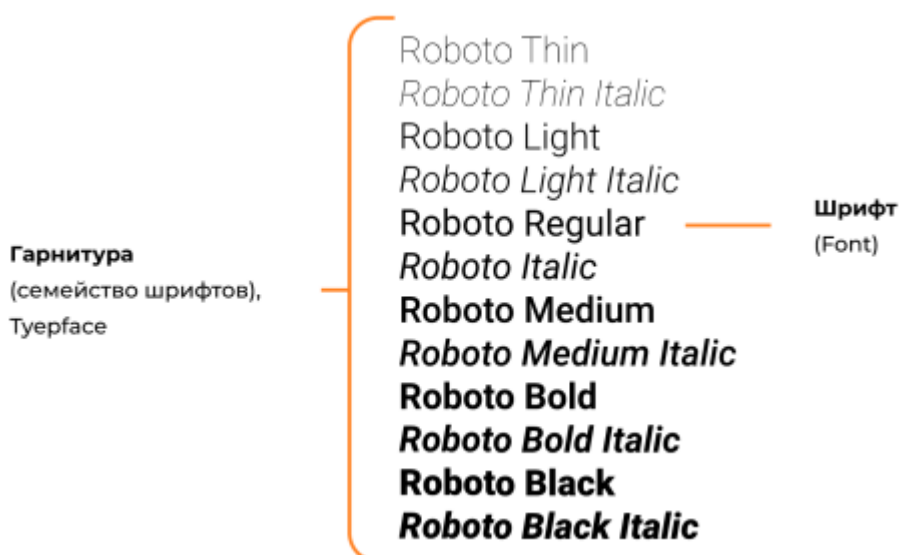 Гарнитура
(семейство шрифтов),
Tyepface
Roboto Thin
Roboto Thin Italic
Roboto Light
Roboto Light Italic
Roboto Regular
Roboto Italic
Roboto Medium
Roboto Medium Italic
Roboto Bold
Roboto Bold Italic
Roboto Black
Roboto Black Italic
Шрифт
(Font)